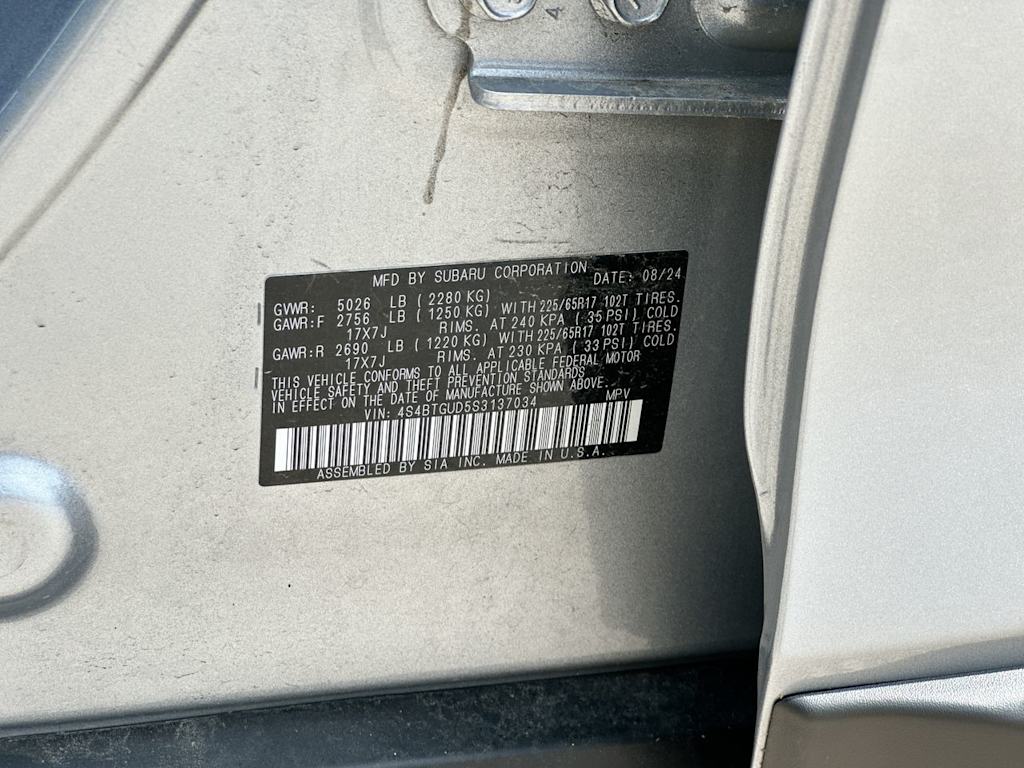 4
MFD BY SUBARU CORPORATION DATE: 08/24
GVWR: 5026 LB ( 2280 KG)
GAWR:F 2756 LB ( 1250 KG) WITH 225/65R17 102T TIRES.
17X7J RIMS. AT 240 KPA ( 35 PSI) COLD
GAWR:R 2690 LB ( 1220 KG) WITH 225/65R17 102T TIRES.
17X7J RIMS. AT 230 KPA ( 33 PSI) COLD
THIS VEHICLE CONFORMS TO ALL APPLICABLE FEDERAL MOTOR
VEHICLE SAFETY AND THEFT PREVENTION STANDARDS
IN EFFECT ON THE DATE OF MANUFACTURE SHOWN ABOVE.
VIN: 4S4BTGUD5S3137034 MPV
ASSEMBLED BY SIA INC. MADE IN U.S.A.